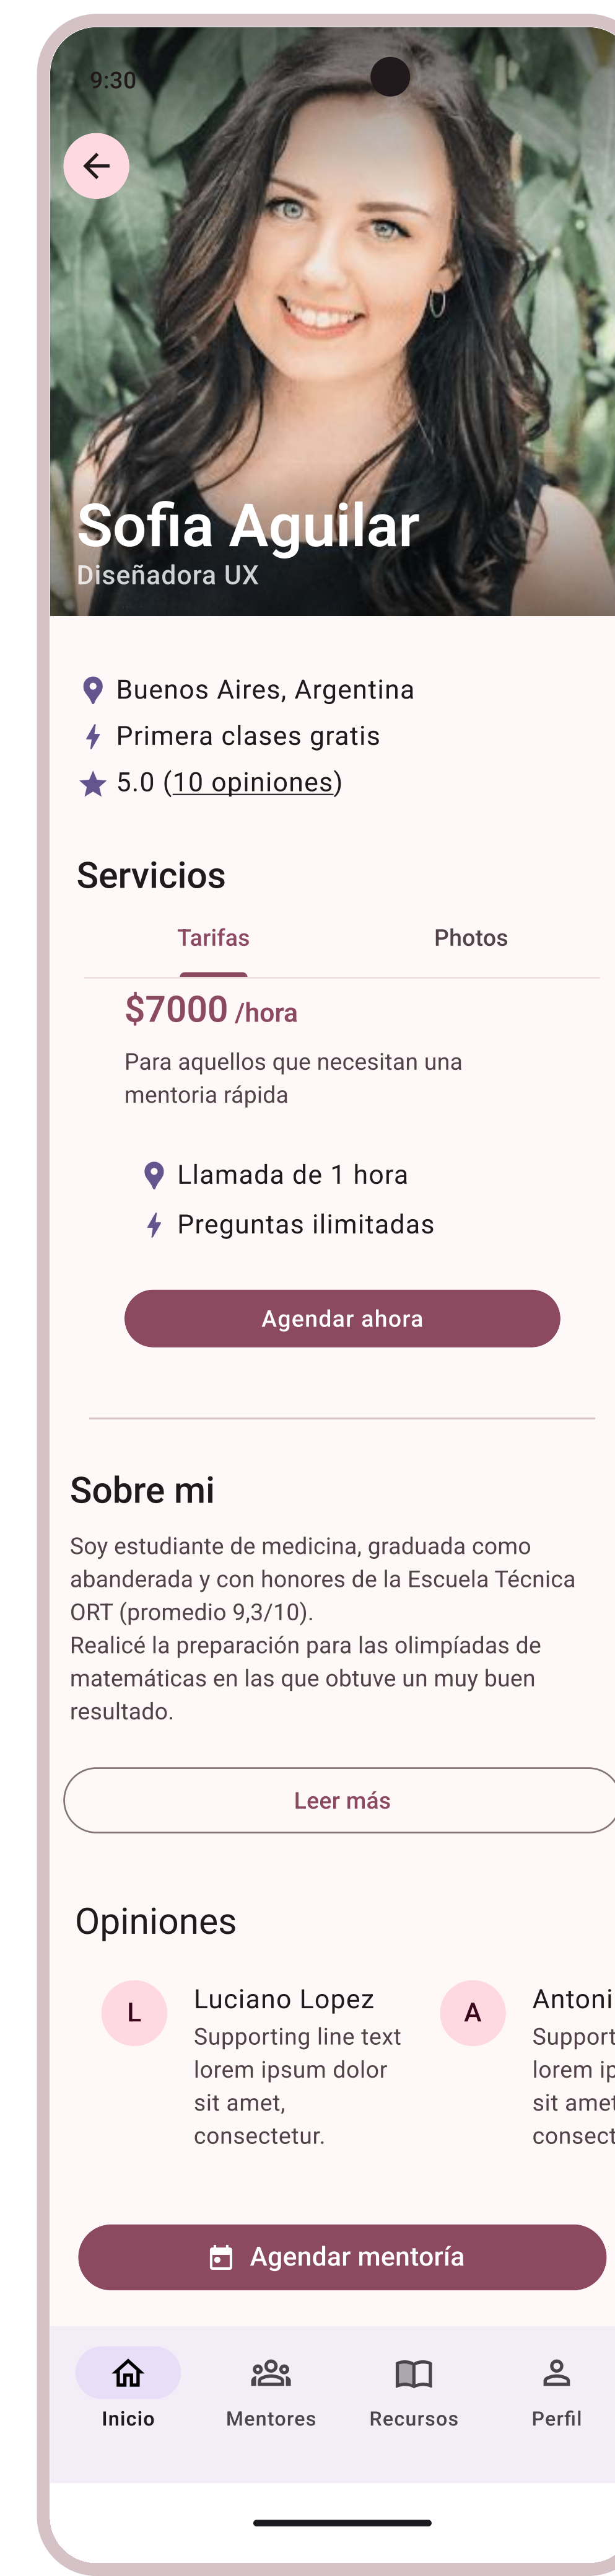 9:30
Sofia Aguilar
Diseñadora UX
Buenos Aires, Argentina
Primera clases gratis
5.0 (10 opiniones)
Servicios
Tarifas Photos
$7000 /hora
Para aquellos que necesitan una
mentoria rápida
Llamada de 1 hora
Preguntas ilimitadas
Agendar ahora
Sobre mi
Soy estudiante de medicina, graduada como
abanderada y con honores de la Escuela Técnica
ORT (promedio 9,3/10).
Realicé la preparación para las olimpíadas de
matemáticas en las que obtuve un muy buen
resultado.
Leer más
Opiniones
L
Luciano Lopez
Supporting line text
lorem ipsum dolor
sit amet,
consectetur.
A
sit
Agendar mentoría
Inicio Mentores Recursos Perfil